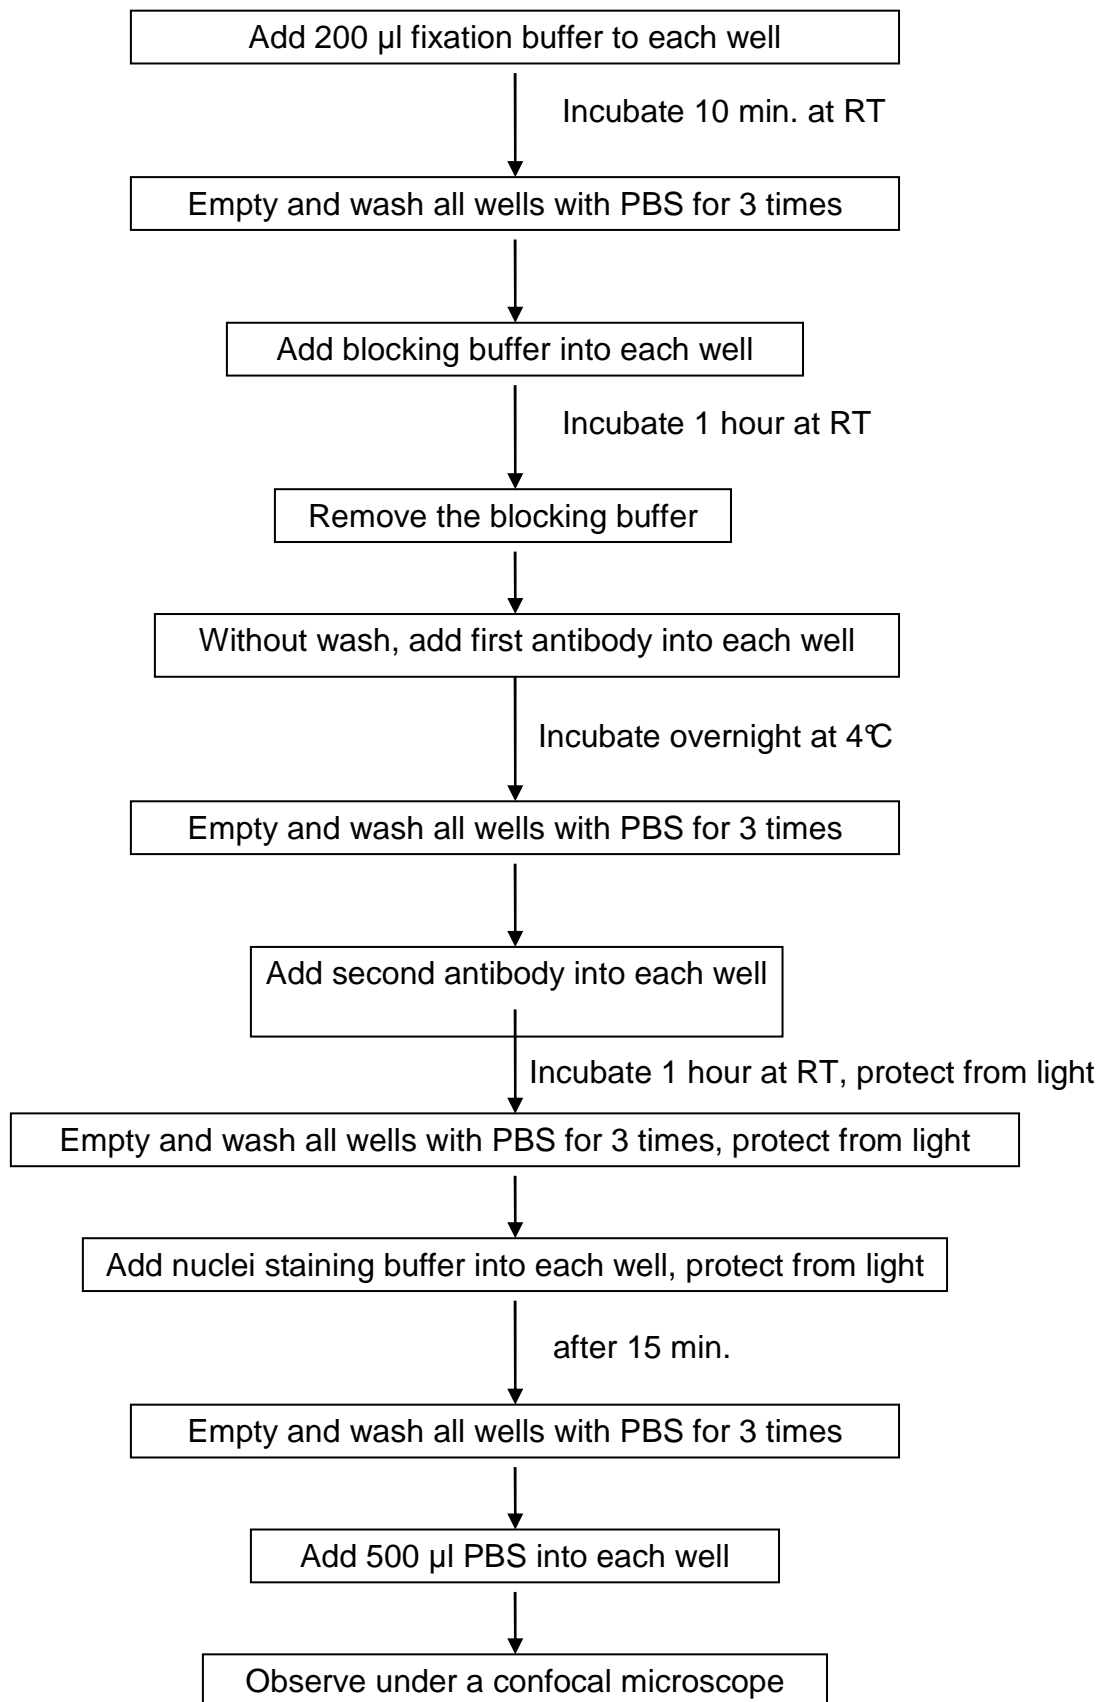 Add 200 µl fixation buffer to each well
Incubate 10 min. at RT
Empty and wash all wells with PBS for 3 times
Add blocking buffer into each well
Incubate 1 hour at RT
Remove the blocking buffer
Without wash, add first antibody into each well
Incubate overnight at 4℃
Empty and wash all wells with PBS for 3 times
Add second antibody into each well
Incubate 1 hour at RT, protect from light
Empty and wash all wells with PBS for 3 times, protect from light
Add nuclei staining buffer into each well, protect from light
after 15 min.
Empty and wash all wells with PBS for 3 times
Add 500 µl PBS into each well
Observe under a confocal microscope